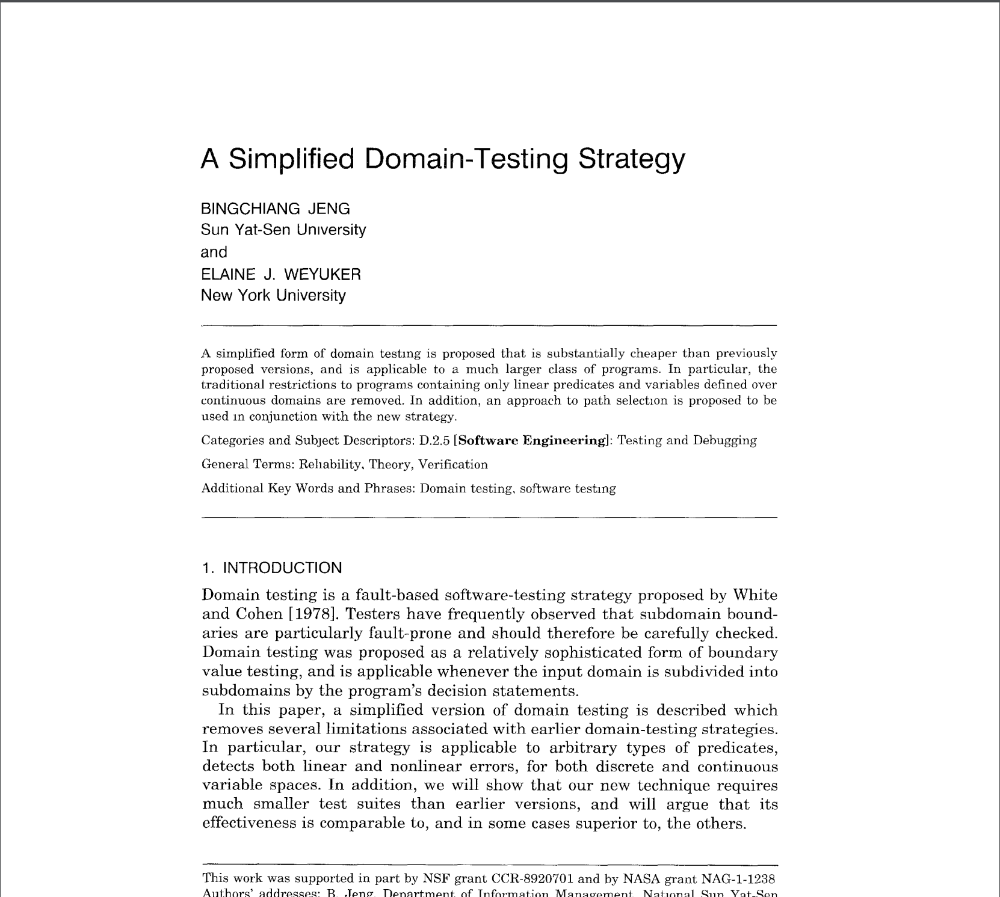 A Simplified Domain-Testing Strategy
BINGCHIANG JENG
Sun Yat-Sen University
and
ELAINE J. WEYUKER
New York University
A simplified form of domain testing is proposed that is substantially cheaper than previously
proposed versions, and is applicable to a much larger class of programs. In particular, the
traditional restrictions to programs containing only linear predicates and variables defined over
continuous domains are removed. In addition, an approach to path selection is proposed to be
used in conjunction with the new strategy.
Categories and Subject Descriptors: D.2.5 [Software Engineering]: Testing and Debugging
General Terms: Reliability, Theory, Verification
Additional Key Words and Phrases: Domain testing, software testing
1. INTRODUCTION
Domain testing is a fault-based software-testing strategy proposed by White
and Cohen [1978]. Testers have frequently observed that subdomain bound-
aries are particularly fault-prone and should therefore be carefully checked.
Domain testing was proposed as a relatively sophisticated form of boundary
value testing, and is applicable whenever the input domain is subdivided into
subdomains by the program's decision statements.
In this paper, a simplified version of domain testing is described which
removes several limitations associated with earlier domain-testing strategies.
In particular, our strategy is applicable to arbitrary types of predicates,
detects both linear and nonlinear errors, for both discrete and continuous
variable spaces. In addition, we will show that our new technique requires
much smaller test suites than earlier versions, and will argue that its
effectiveness is comparable to, and in some cases superior to, the others.
This work was supported in part by NSF grant CCR-8920701 and by NASA grant NAG-1-1238
Authors' addresses: B. Jeng, Department of Information Management, National Sun Yat-Sen